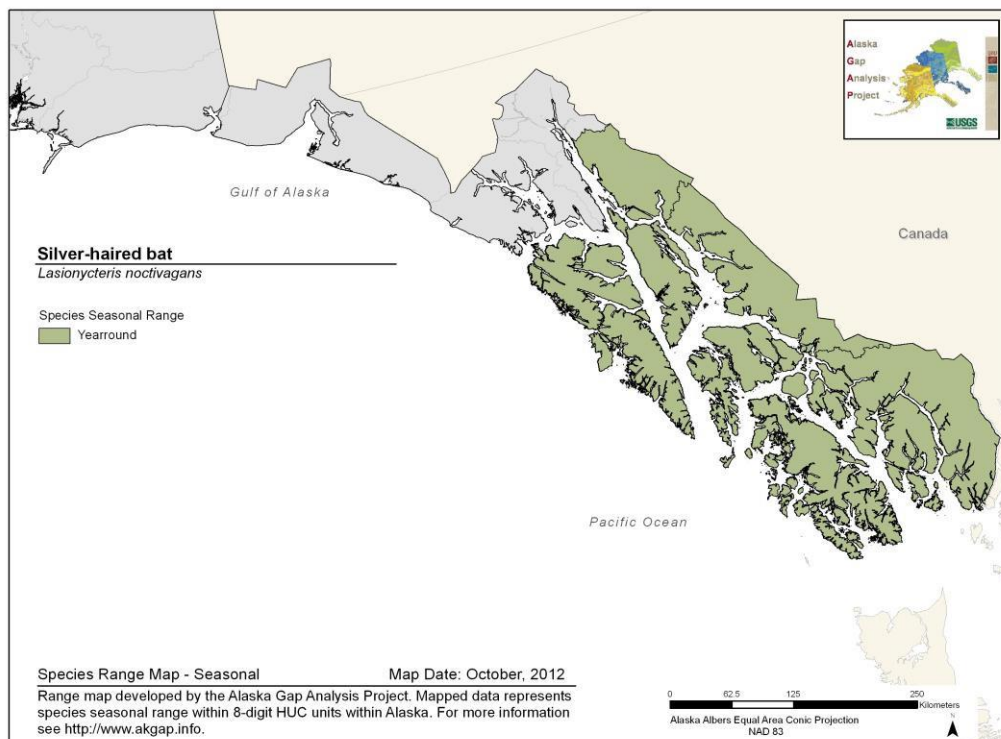 Alaska
Gap
Analysis
Project
USGS
Gulf of Alaska
Canada
Silver-haired bat
Lasionycteris noctivagans
Species Seasonal Range
Yearround
Pacific Ocean
Species Range Map - Seasonal Map Date: October, 2012
Range map developed by the Alaska Gap Analysis Project. Mapped data represents
species seasonal range within 8-digit HUC units within Alaska. For more information
see http://www.akgap.info.
0 62.5 125 250
Kilometers
Alaska Albers Equal Area Conic Projection
NAD 83
N